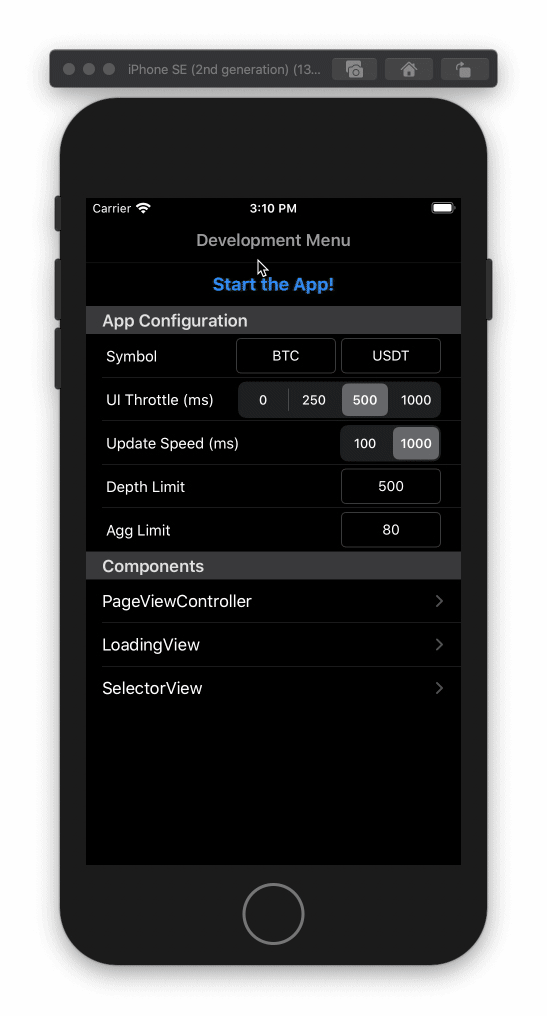 iPhone SE (2nd generation) (13...
Carrier 3:10 PM
Development Menu
Start the App!
App Configuration
Symbol BTC USDT
UI Throttle (ms) 0 250 500 1000
Update Speed (ms) 100 1000
Depth Limit 500
Agg Limit 80
Components
PageViewController
LoadingView
SelectorView